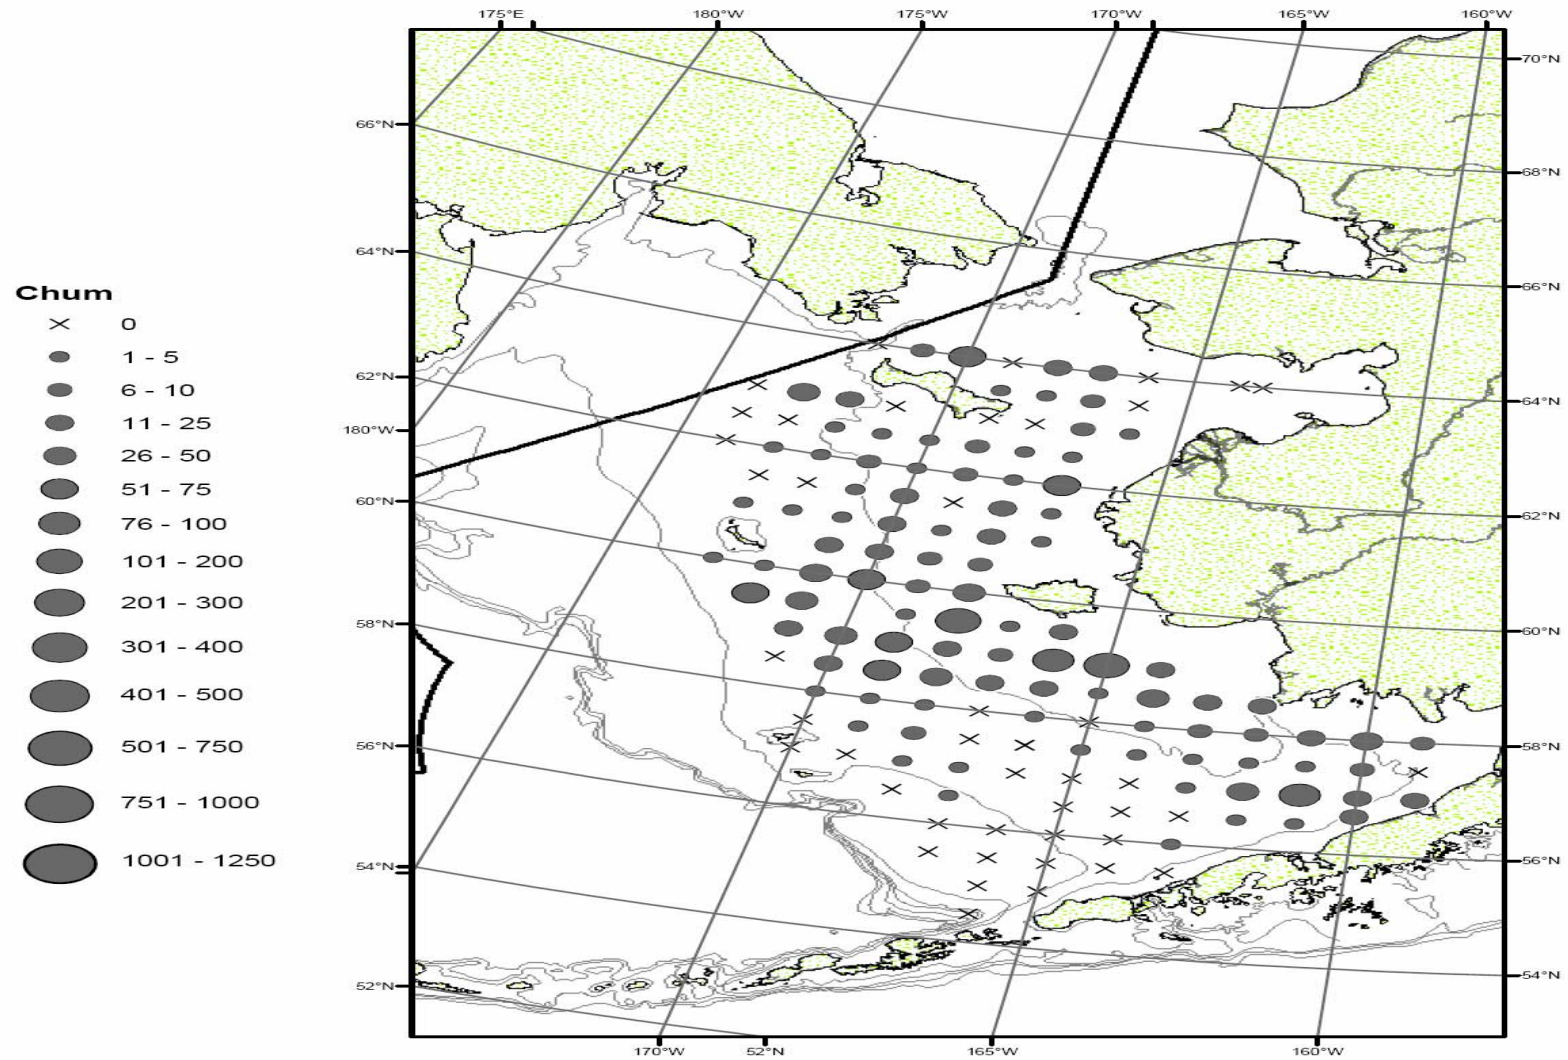 175°E 180°W 175°W 170°W 165°W 160°W
70°N
66°N
68°N
64°N
66°N
62°N
64°N
180°W
60°N
62°N
58°N
60°N
56°N
58°N
54°N
56°N
52°N
54°N
170°W 52°N 165°W 160°W
Chum
0
1 - 5
6 - 10
11 - 25
26 - 50
51 - 75
76 - 100
101 - 200
201 - 300
301 - 400
401 - 500
501 - 750
751 - 1000
1001 - 1250